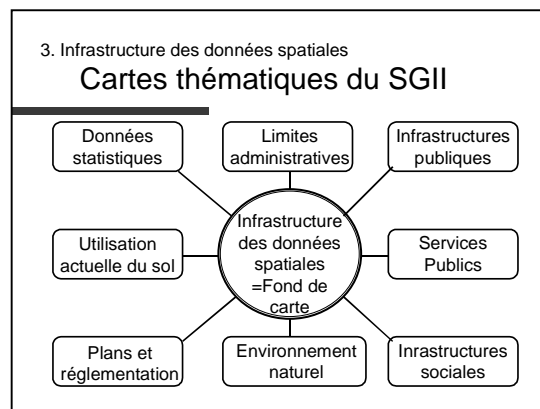 3. Infrastructure des données spatiales
Cartes thématiques du SGII
Données
statistiques
Limites
administratives
Infrastructures
publiques
Utilisation
actuelle du sol
Infrastructure
des données
spatiales
=Fond de
carte
Services
Publics
Plans et
réglementation
Environnement
naturel
Inrastructures
sociales